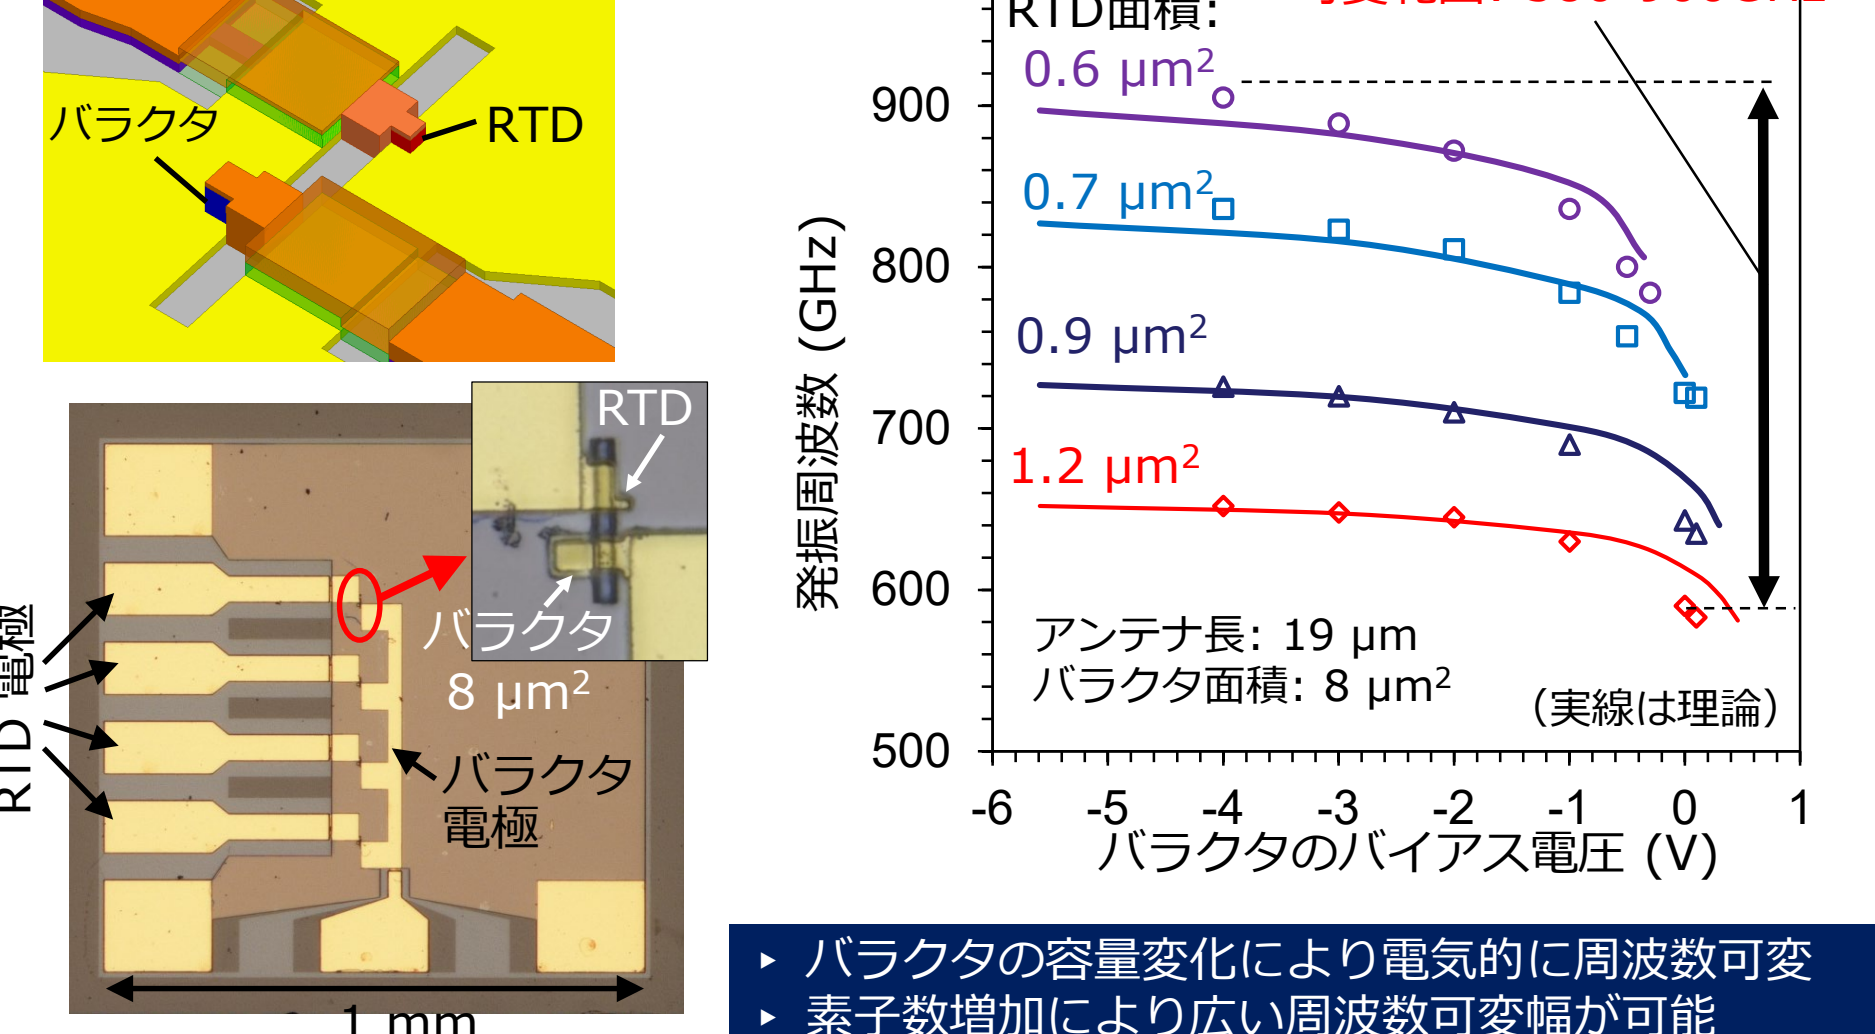 バラクタ
RTD
RTD
バラクタ
8 µm²
RTD 電極
バラクタ
電極
1 mm
RTD面積:
0.6 µm²
0.7 µm²
0.9 µm²
1.2 µm²
発振周波数 (GHz)
900
800
700
600
500
アンテナ長: 19 µm
バラクタ面積: 8 µm²
（実線は理論）
-6 -5 -4 -3 -2 -1 0 1
バラクタのバイアス電圧 (V)
▸ バラクタの容量変化により電気的に周波数可変
▸ 素子数増加により広い周波数可変幅が可能